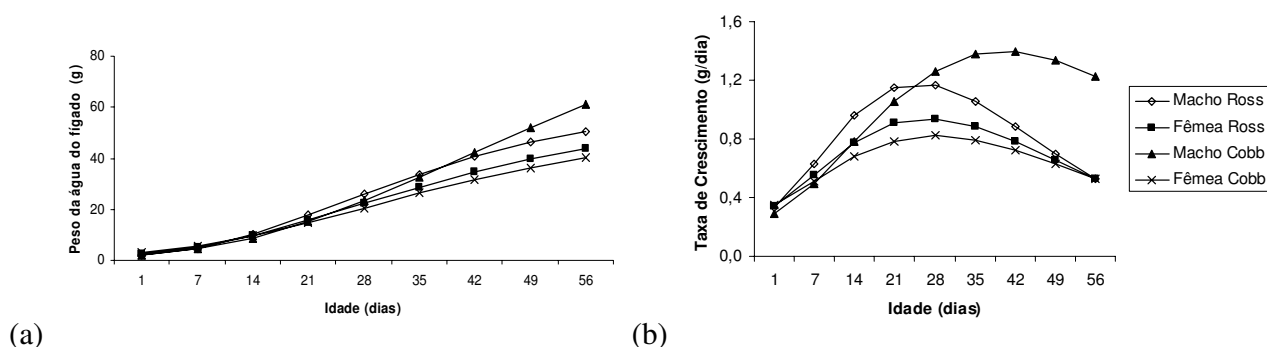 80
60
40
20
0
Peso da água do fígado (g)
1 7 14 21 28 35 42 49 56
Idade (dias)
(a)
1,6
1,2
0,8
0,4
0,0
Taxa de Crescimento (g/dia)
1 7 14 21 28 35 42 49 56
Idade (dias)
(b)
Macho Ross
Fêmea Ross
Macho Cobb
Fêmea Cobb